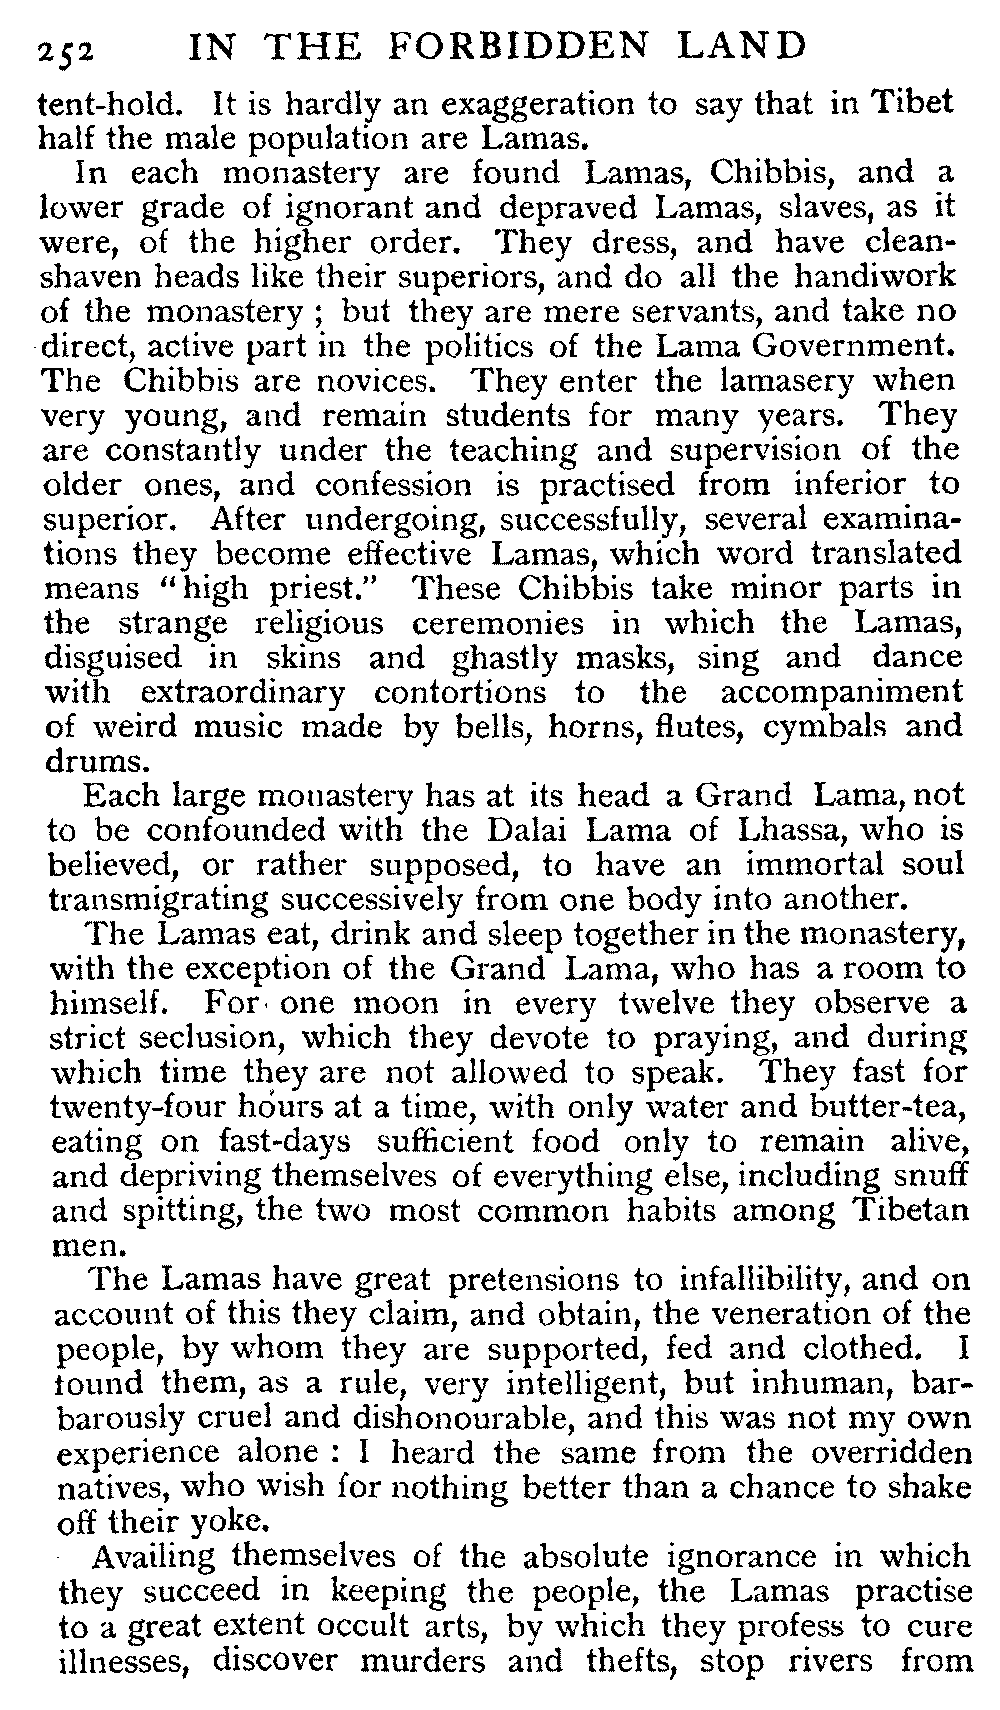 252 IN THE FORBIDDEN LAND
tent-hold. It is hardly an exaggeration to say that in Tibet
half the male population are Lamas.
In each monastery are found Lamas, Chibbis, and a
lower grade of ignorant and depraved Lamas, slaves, as it
were, of the higher order. They dress, and have clean-
shaven heads like their superiors, and do all the handiwork
of the monastery ; but they are mere servants, and take no
direct, active part in the politics of the Lama Government.
The Chibbis are novices. They enter the lamasery when
very young, and remain students for many years. They
are constantly under the teaching and supervision of the
older ones, and confession is practised from inferior to
superior. After undergoing, successfully, several examina-
tions they become effective Lamas, which word translated
means "high priest." These Chibbis take minor parts in
the strange religious ceremonies in which the Lamas,
disguised in skins and ghastly masks, sing and dance
with extraordinary contortions to the accompaniment
of weird music made by bells, horns, flutes, cymbals and
drums.
Each large monastery has at its head a Grand Lama, not
to be confounded with the Dalai Lama of Lhassa, who is
believed, or rather supposed, to have an immortal soul
transmigrating successively from one body into another.
The Lamas eat, drink and sleep together in the monastery,
with the exception of the Grand Lama, who has a room to
himself. For one moon in every twelve they observe a
strict seclusion, which they devote to praying, and during
which time they are not allowed to speak. They fast for
twenty-four hours at a time, with only water and butter-tea,
eating on fast-days sufficient food only to remain alive,
and depriving themselves of everything else, including snuff
and spitting, the two most common habits among Tibetan
men.
The Lamas have great pretensions to infallibility, and on
account of this they claim, and obtain, the veneration of the
people, by whom they are supported, fed and clothed. I
found them, as a rule, very intelligent, but inhuman, bar-
barously cruel and dishonourable, and this was not my own
experience alone : I heard the same from the overridden
natives, who wish for nothing better than a chance to shake
off their yoke.
Availing themselves of the absolute ignorance in which
they succeed in keeping the people, the Lamas practise
to a great extent occult arts, by which they profess to cure
illnesses, discover murders and thefts, stop rivers from